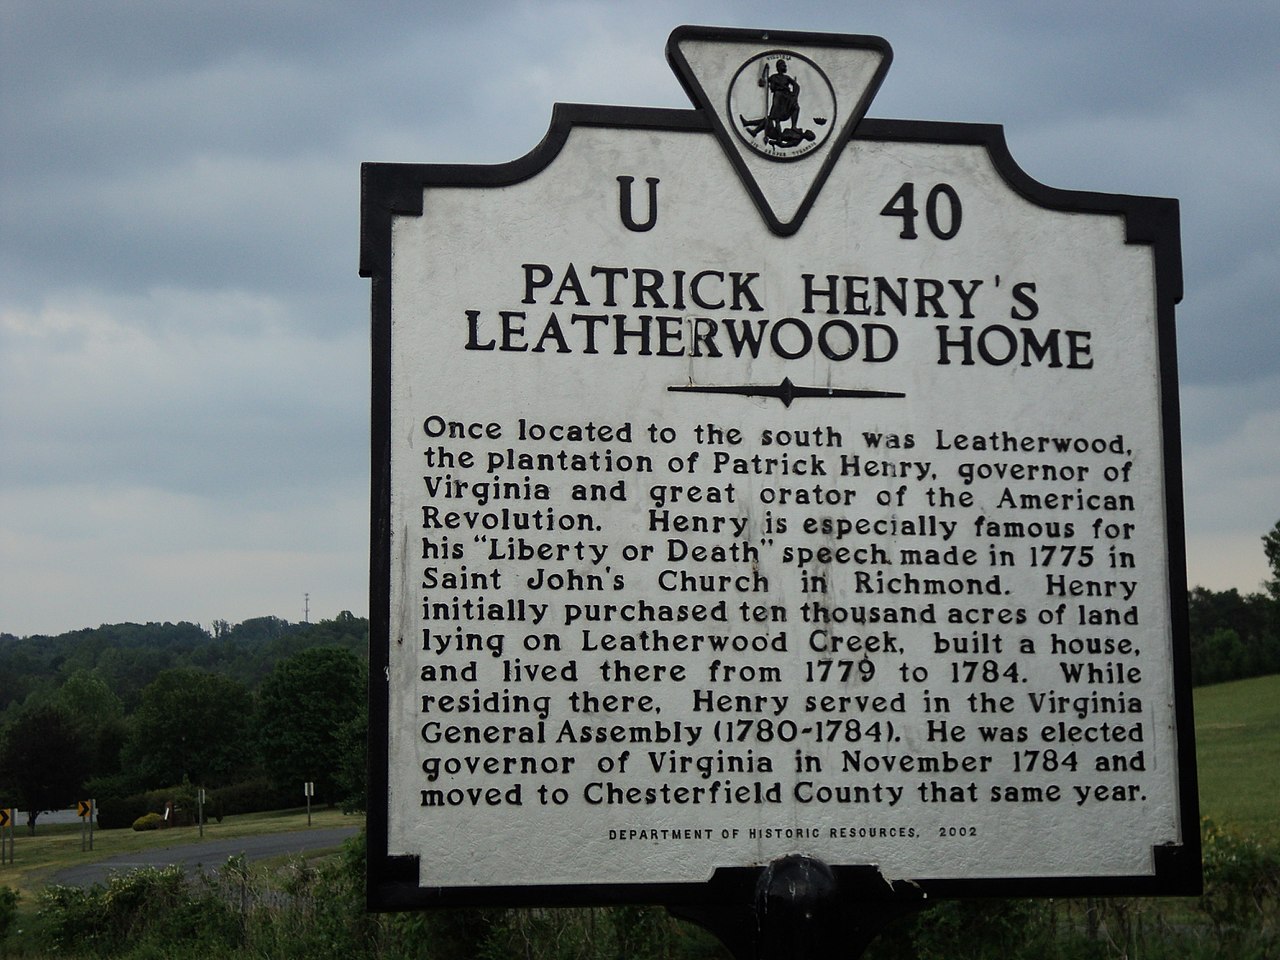 VIRGINIA
SIC SEMPER TYRANNIS
U 40
PATRICK HENRY'S
LEATHERWOOD HOME
Once located to the south was Leatherwood,
the plantation of Patrick Henry, governor of
Virginia and great orator of the American
Revolution. Henry is especially famous for
his "Liberty or Death" speech made in 1775 in
Saint John's Church in Richmond. Henry
initially purchased ten thousand acres of land
lying on Leatherwood Creek, built a house,
and lived there from 1779 to 1784. While
residing there, Henry served in the Virginia
General Assembly (1780-1784). He was elected
governor of Virginia in November 1784 and
moved to Chesterfield County that same year.
DEPARTMENT OF HISTORIC RESOURCES, 2002